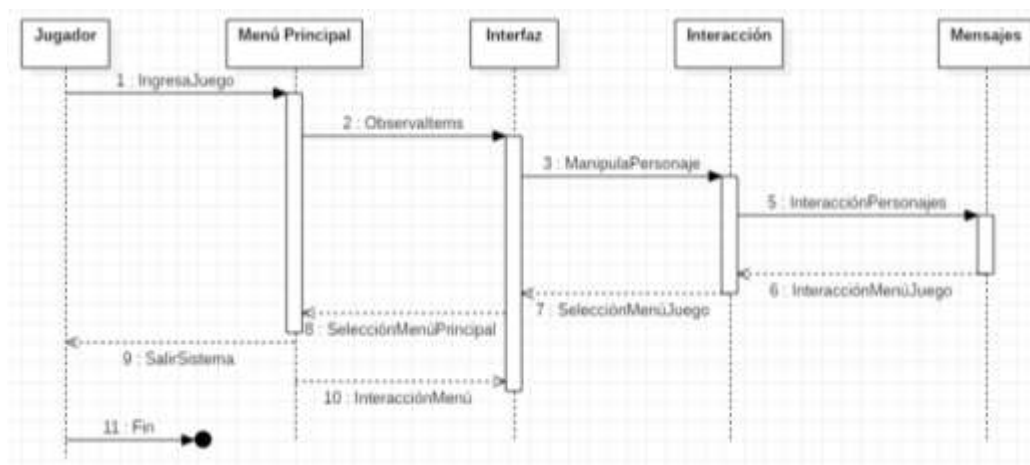 Jugador
Menú Principal
Interfaz
Interacción
Mensajes
1 : IngresaJuego
2 : ObservaItems
3 : ManipulaPersonaje
5 : InteracciónPersonajes
6 : InteracciónMenúJuego
7 : SelecciónMenúJuego
8 : SelecciónMenúPrincipal
9 : SalirSistema
10 : InteracciónMenú
11 : Fin